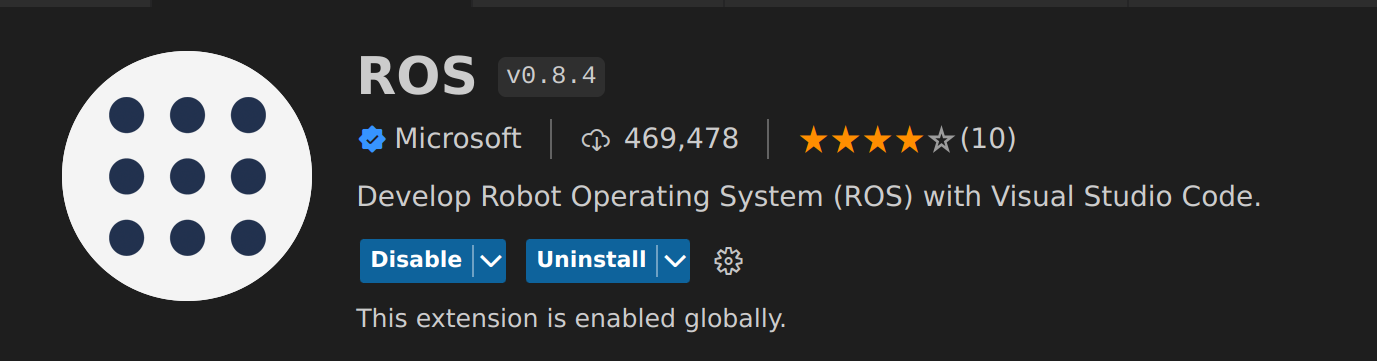 ROS v0.8.4
Microsoft 469,478 (10)
Develop Robot Operating System (ROS) with Visual Studio Code.
Disable Uninstall
This extension is enabled globally.